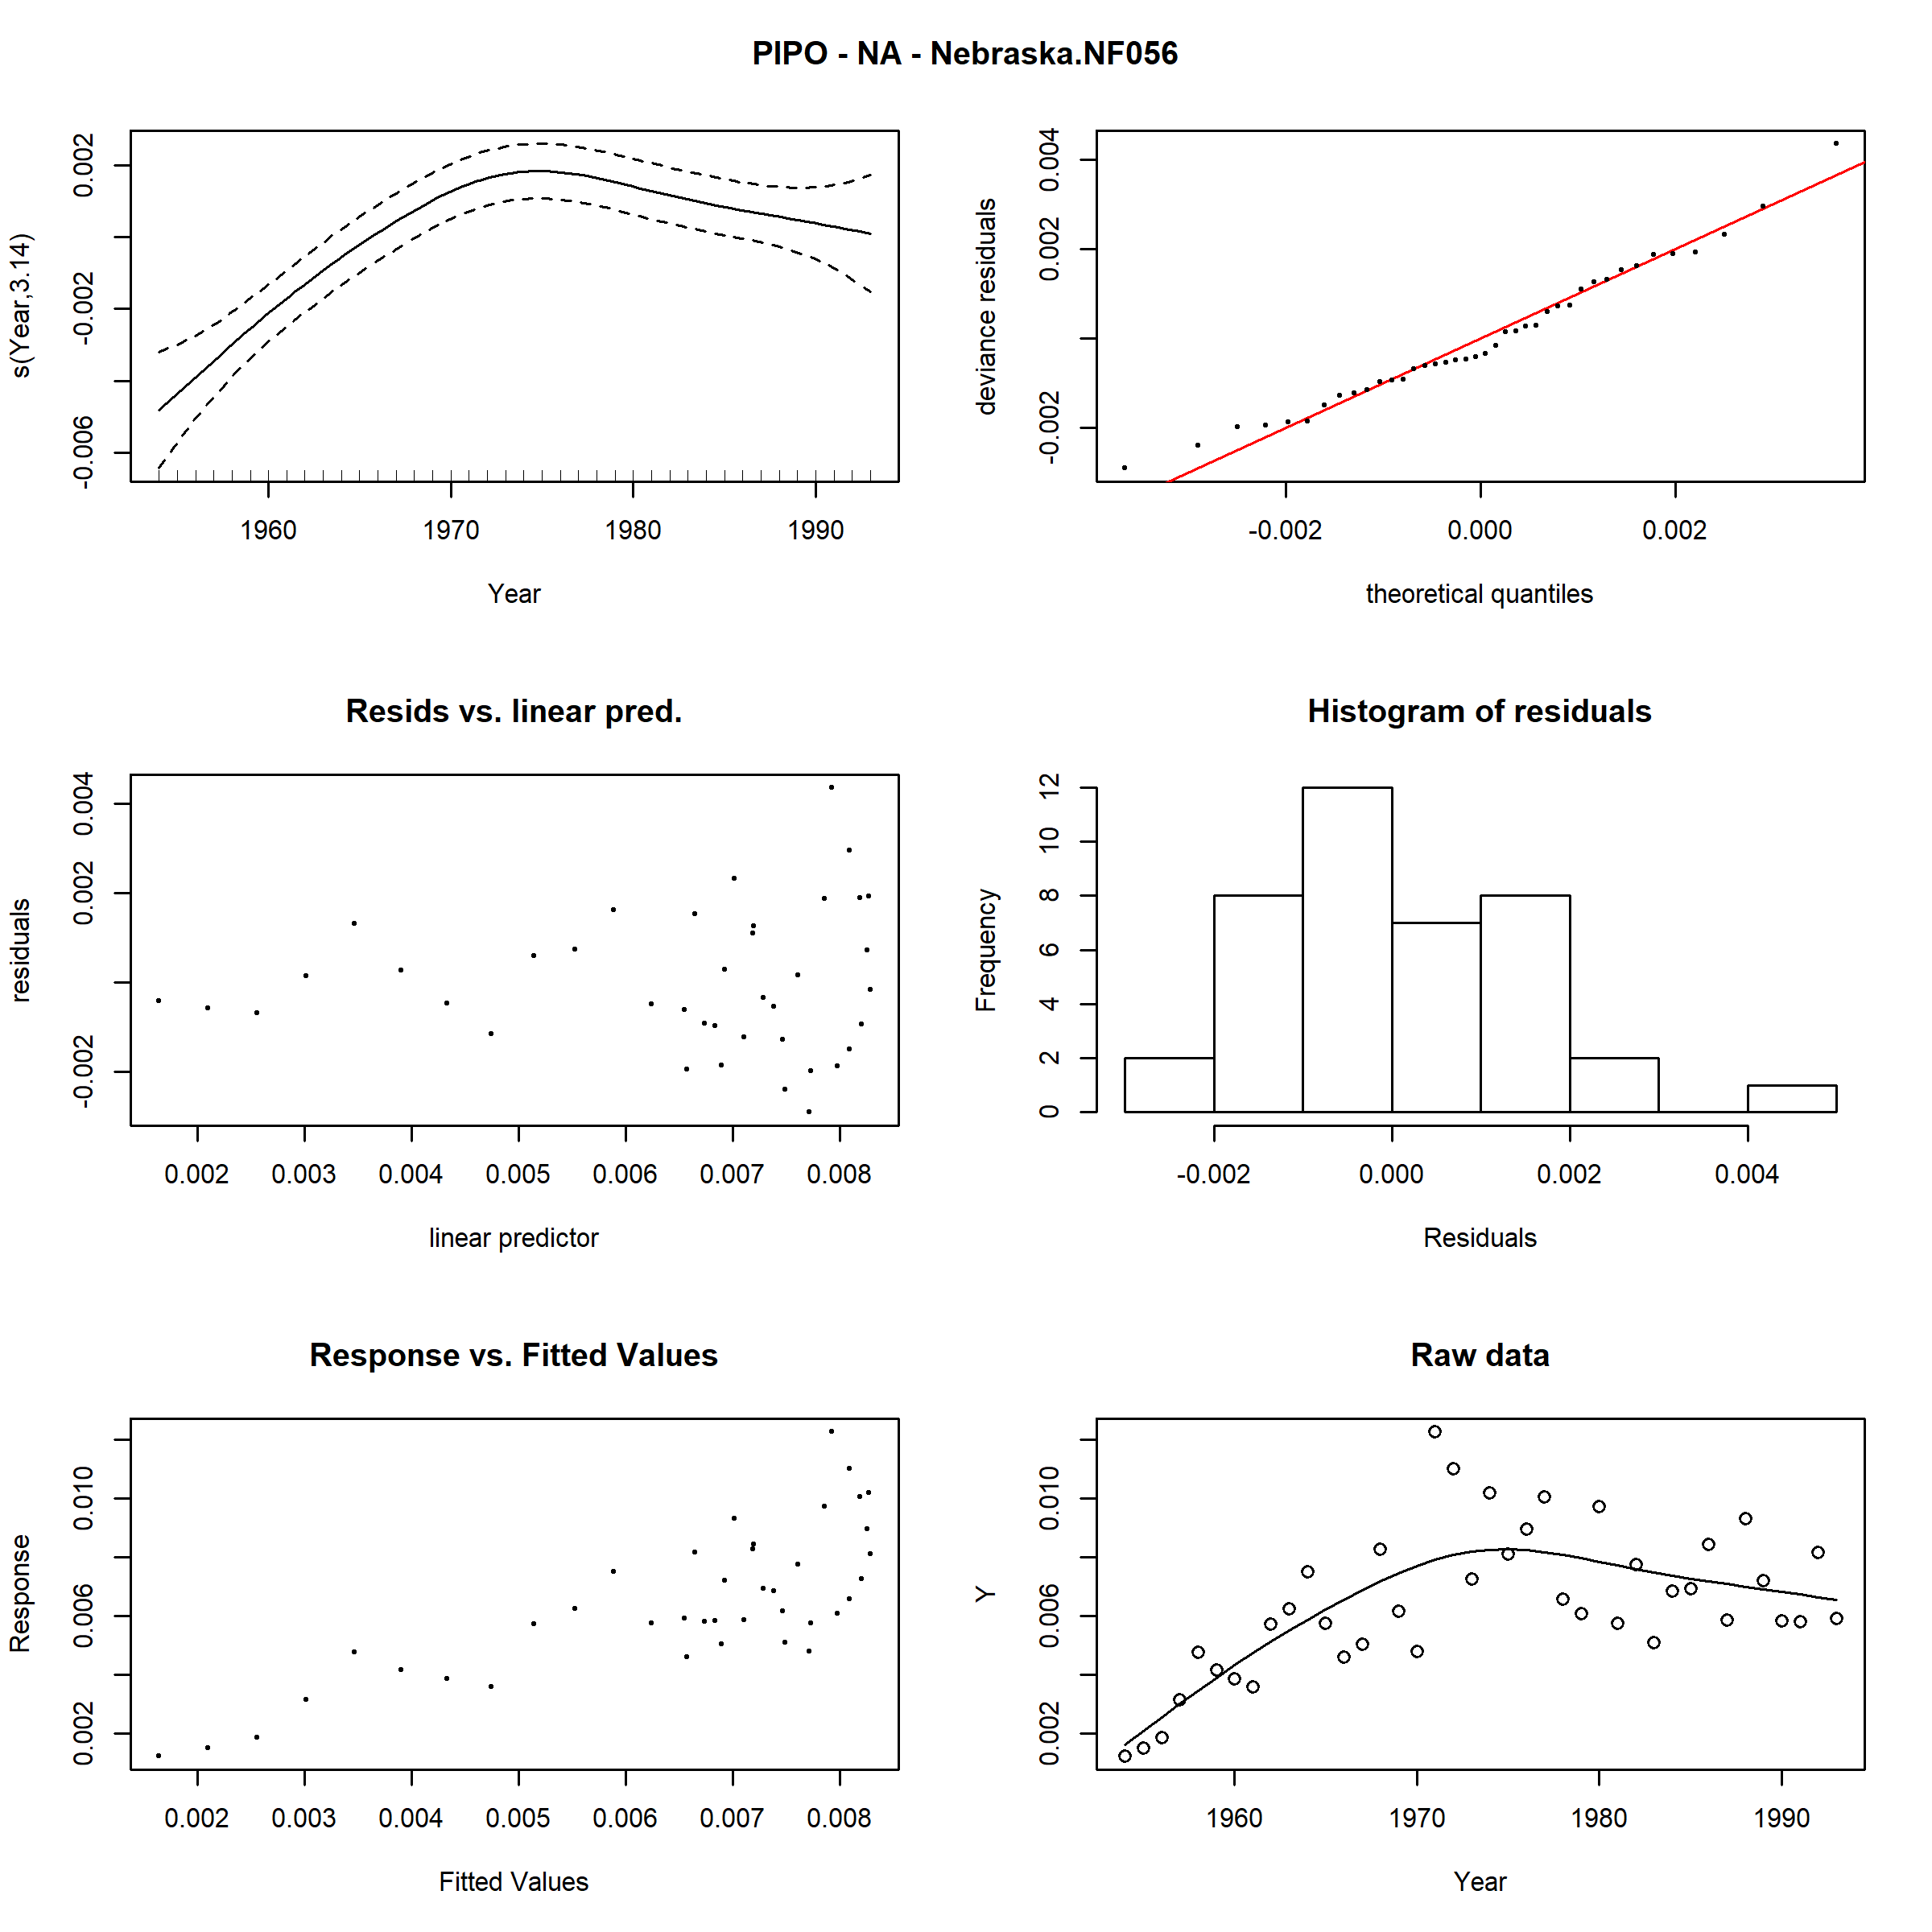 PIPO - NA - Nebraska.NF056
s(Year,3.14)
-0.006 -0.002 0.002
1960 1970 1980 1990
Year
deviance residuals
-0.002 0.002 0.004
-0.002 0.000 0.002
theoretical quantiles
Resids vs. linear pred.
residuals
-0.002 0.002 0.004
0.002 0.003 0.004 0.005 0.006 0.007 0.008
linear predictor
Histogram of residuals
Frequency
0 2 4 6 8 10 12
-0.002 0.000 0.002 0.004
Residuals
Response vs. Fitted Values
Response
0.002 0.006 0.010
0.002 0.003 0.004 0.005 0.006 0.007 0.008
Fitted Values
Raw data
Y
0.002 0.006 0.010
1960 1970 1980 1990
Year